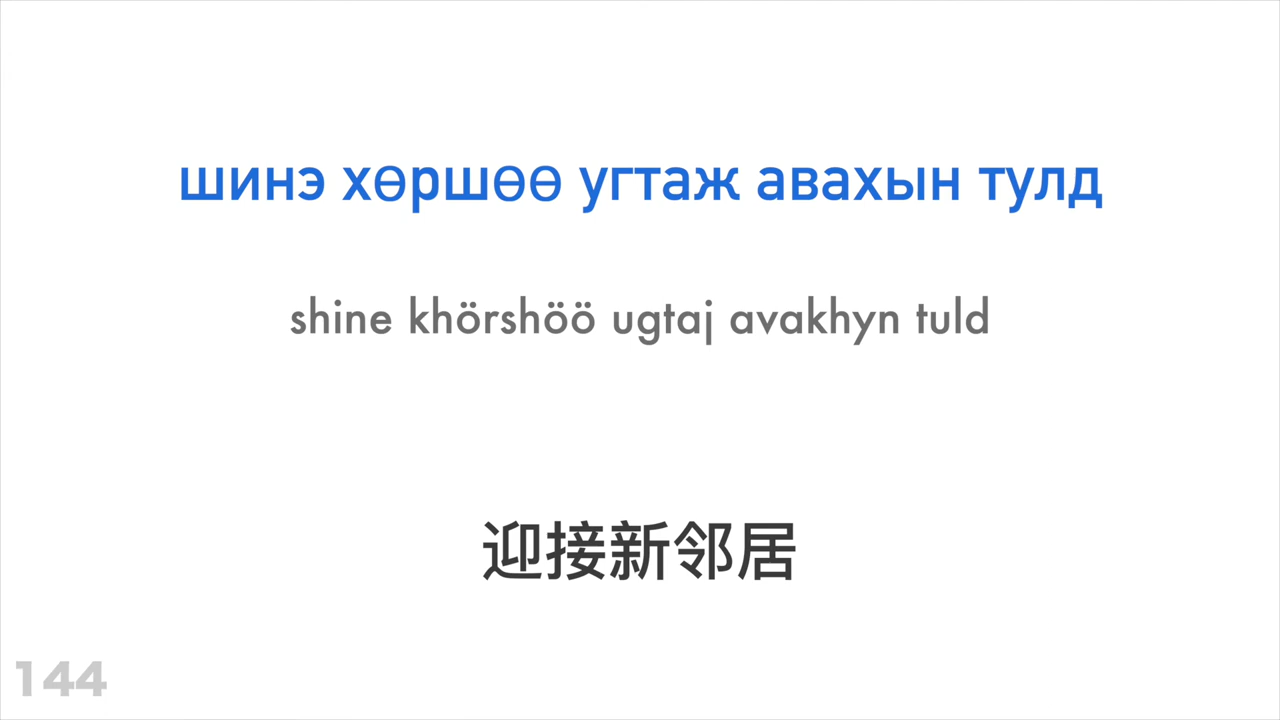 шинэ хөршөө угтаж авахын тулд
shine khörshöö ugtaj avakhyn tuld
迎接新邻居
144